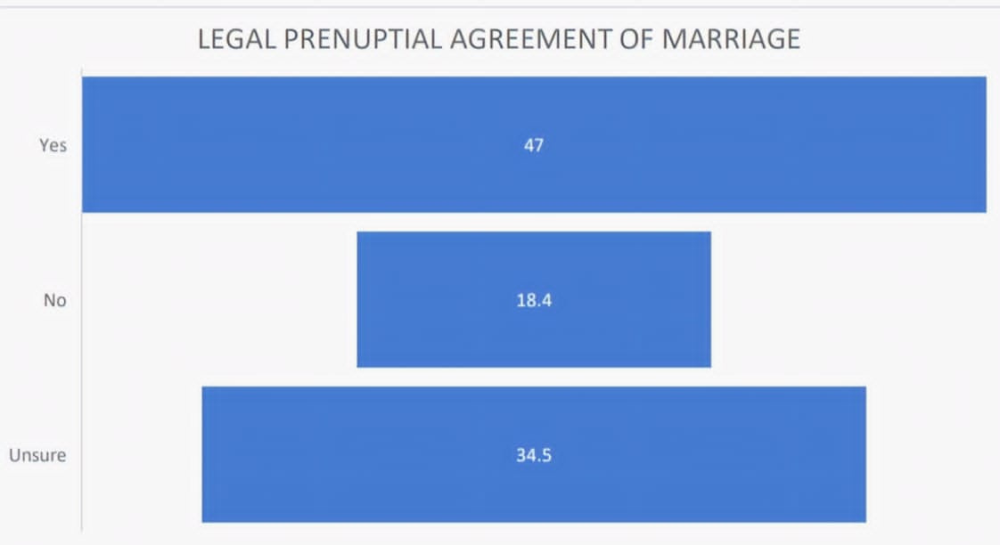 LEGAL PRENUPTIAL AGREEMENT OF MARRIAGE
Yes
47
No
18.4
Unsure
34.5